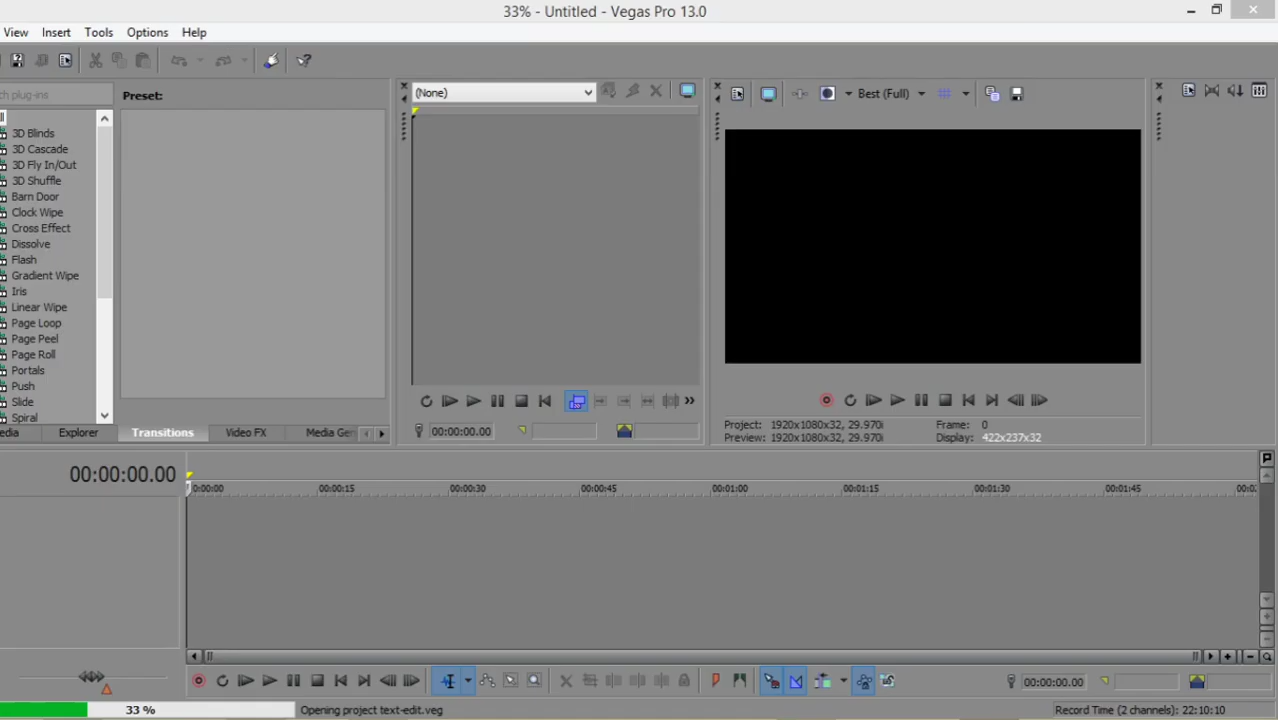 33% - Untitled - Vegas Pro 13.0
View Insert Tools Options Help
ch plug-ins
Preset:
(None)
Best (Full)
ll
3D Blinds
3D Cascade
3D Fly In/Out
3D Shuffle
Barn Door
Clock Wipe
Cross Effect
Dissolve
Flash
Gradient Wipe
Iris
Linear Wipe
Page Loop
Page Peel
Page Roll
Portals
Push
Slide
Spiral
edia Explorer Transitions Video FX Media Gen
00:00:00.00
Project: 1920x1080x32, 29.970i
Preview: 1920x1080x32, 29.970i
Frame: 0
Display: 422x237x32
00:00:00.00
0:00:00 00:00:15 00:00:30 00:00:45 00:01:00 00:01:15 00:01:30 00:01:45 00:0
00:00:00.00
33 % Opening project text-edit.veg Record Time (2 channels): 22:10:10